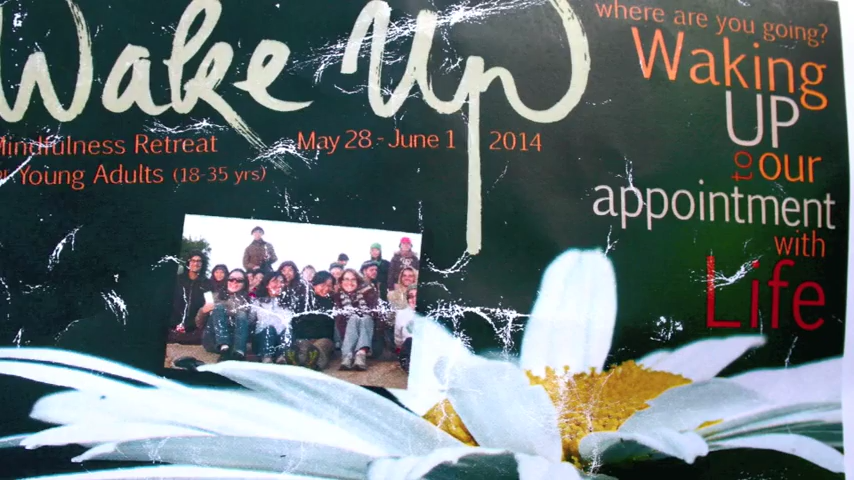 Wake Up
Mindfulness Retreat
May 28 - June 1 2014
Young Adults (18-35 yrs)
where are you going?
Waking
UP
to our
appointment
with
Life